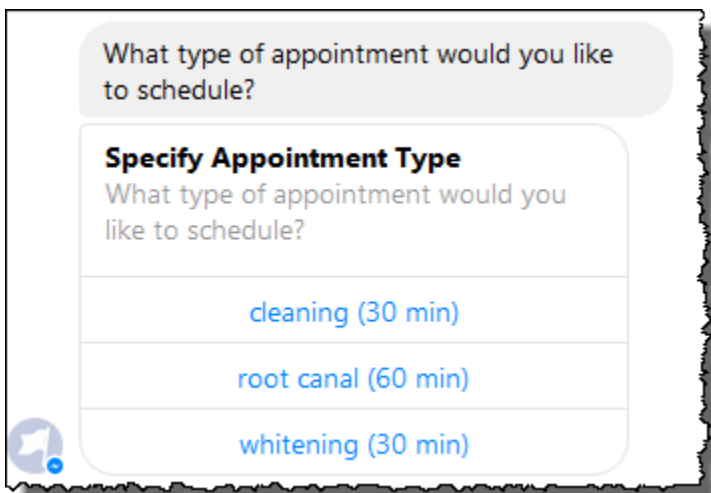 What type of appointment would you like
to schedule?
Specify Appointment Type
What type of appointment would you
like to schedule?
cleaning (30 min)
root canal (60 min)
whitening (30 min)